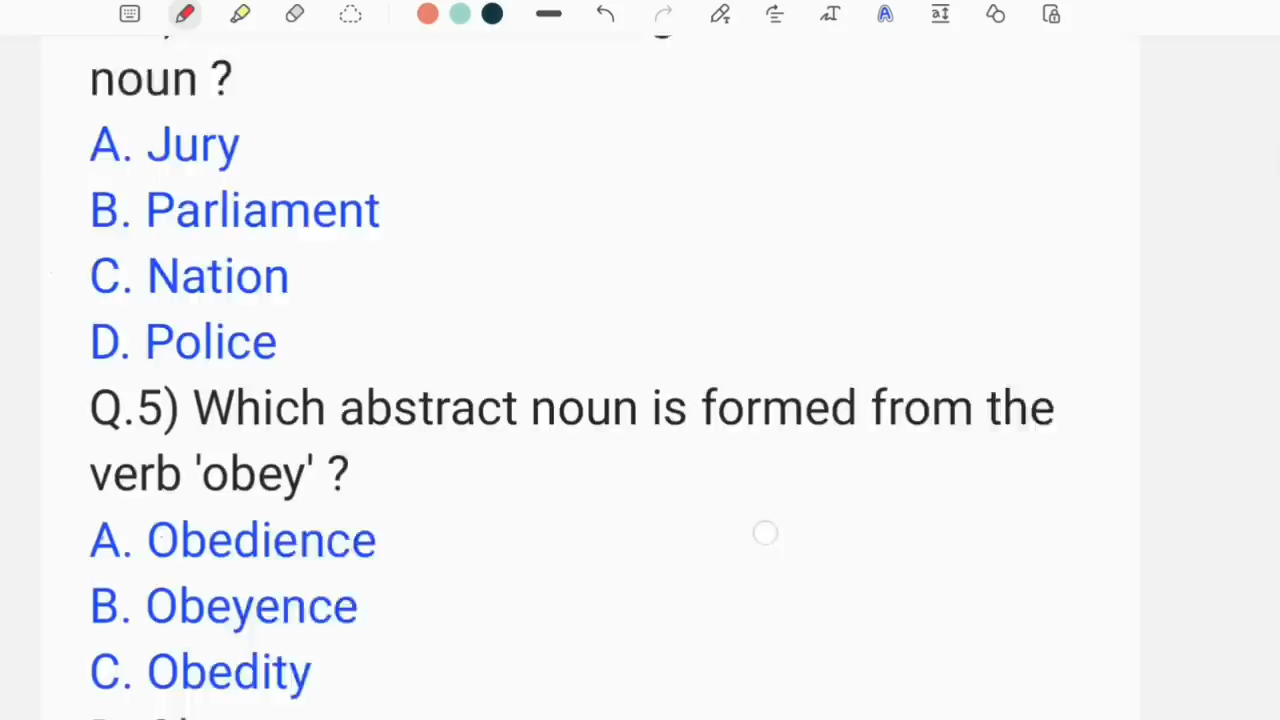 noun ?
A. Jury
B. Parliament
C. Nation
D. Police
Q.5) Which abstract noun is formed from the
verb 'obey' ?
A. Obedience
B. Obeyence
C. Obedity